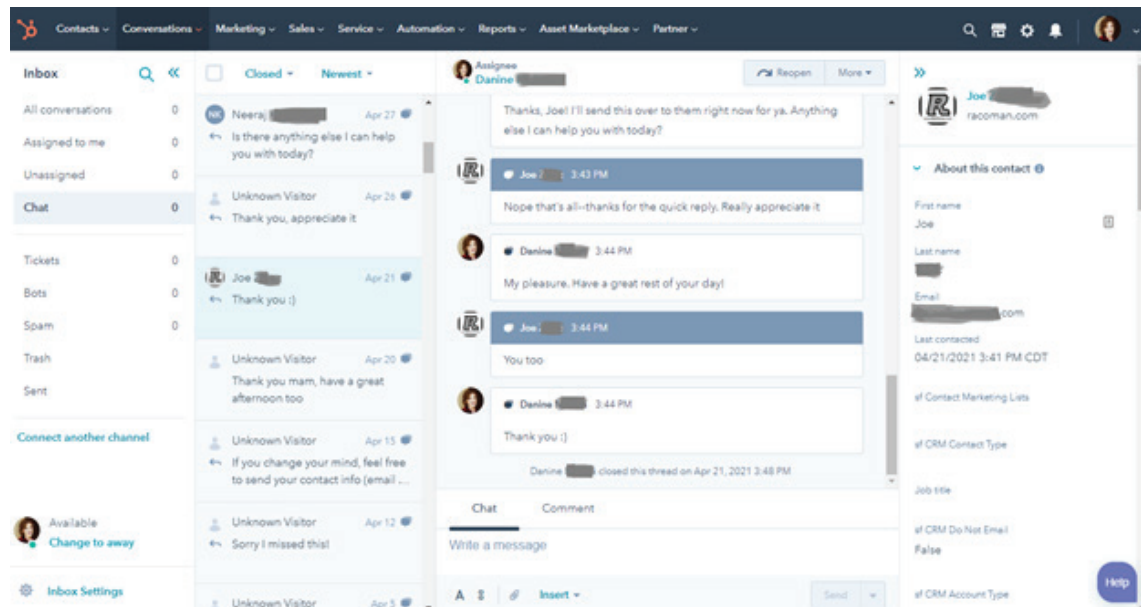 Contacts Conversations Marketing Sales Service Automation Reports Asset Marketplace Partner
Inbox
All conversations 0
Assigned to me 0
Unassigned 0
Chat 0
Tickets 0
Bots 0
Spam 0
Trash
Sent
Connect another channel
Available
Change to away
Inbox Settings
Closed Newest
NK Neeraj Apr 27
Is there anything else I can help
you with today?
Unknown Visitor Apr 26
Thank you, appreciate it
R Joe Apr 21
Thank you :)
Unknown Visitor Apr 20
Thank you mam, have a great
afternoon too
Unknown Visitor Apr 15
If you change your mind, feel free
to send your contact info (email ....
Unknown Visitor Apr 12
Sorry I missed this!
Unknown Visitor Apr 5
Assignee
Danine
Reopen More
Thanks, Joe! I'll send this over to them right now for ya. Anything
else I can help you with today?
R Joe 3:43 PM
Nope that's all--thanks for the quick reply. Really appreciate it
Danine 3:44 PM
My pleasure. Have a great rest of your day!
R Joe 3:44 PM
You too
Danine 3:44 PM
Thank you :)
Danine closed this thread on Apr 21, 2021 3:48 PM
Chat Comment
Write a message
A Insert Send
R Joe
racoman.com
About this contact
First name
Joe
Last name
Email
.com
Last contacted
04/21/2021 3:41 PM CDT
sf Contact Marketing Lists
sf CRM Contact Type
Job title
sf CRM Do Not Email
False
sf CRM Account Type
Help